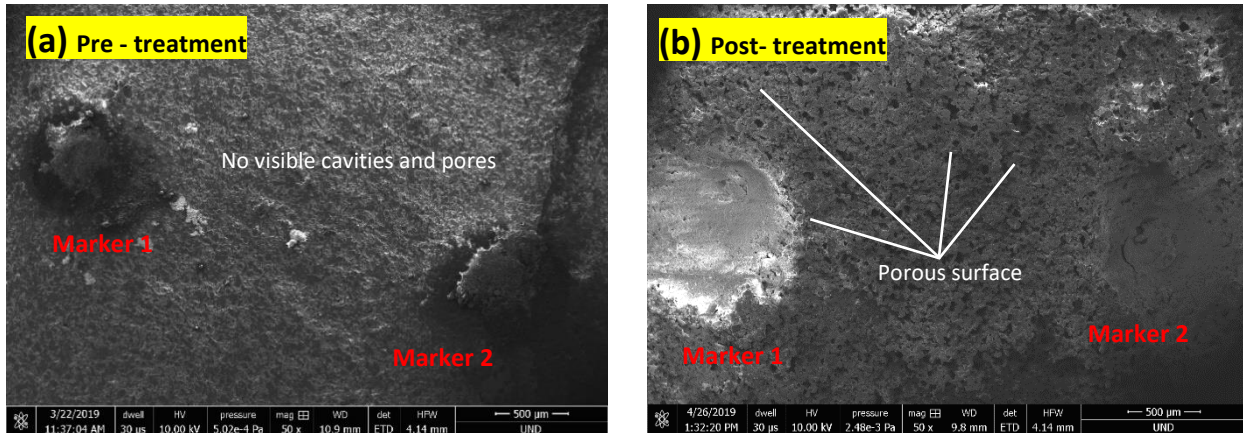 (a) Pre - treatment
No visible cavities and pores
Marker 1
Marker 2
3/22/2019 dwell HV pressure mag WD det HFW 500 µm
11:37:04 AM 30 µs 10.00 kV 5.02e-4 Pa 50 x 10.9 mm ETD 4.14 mm UND
(b) Post- treatment
Porous surface
Marker 1
Marker 2
4/26/2019 dwell HV pressure mag WD det HFW 500 µm
1:32:20 PM 30 µs 10.00 kV 2.48e-3 Pa 50 x 9.8 mm ETD 4.14 mm UND